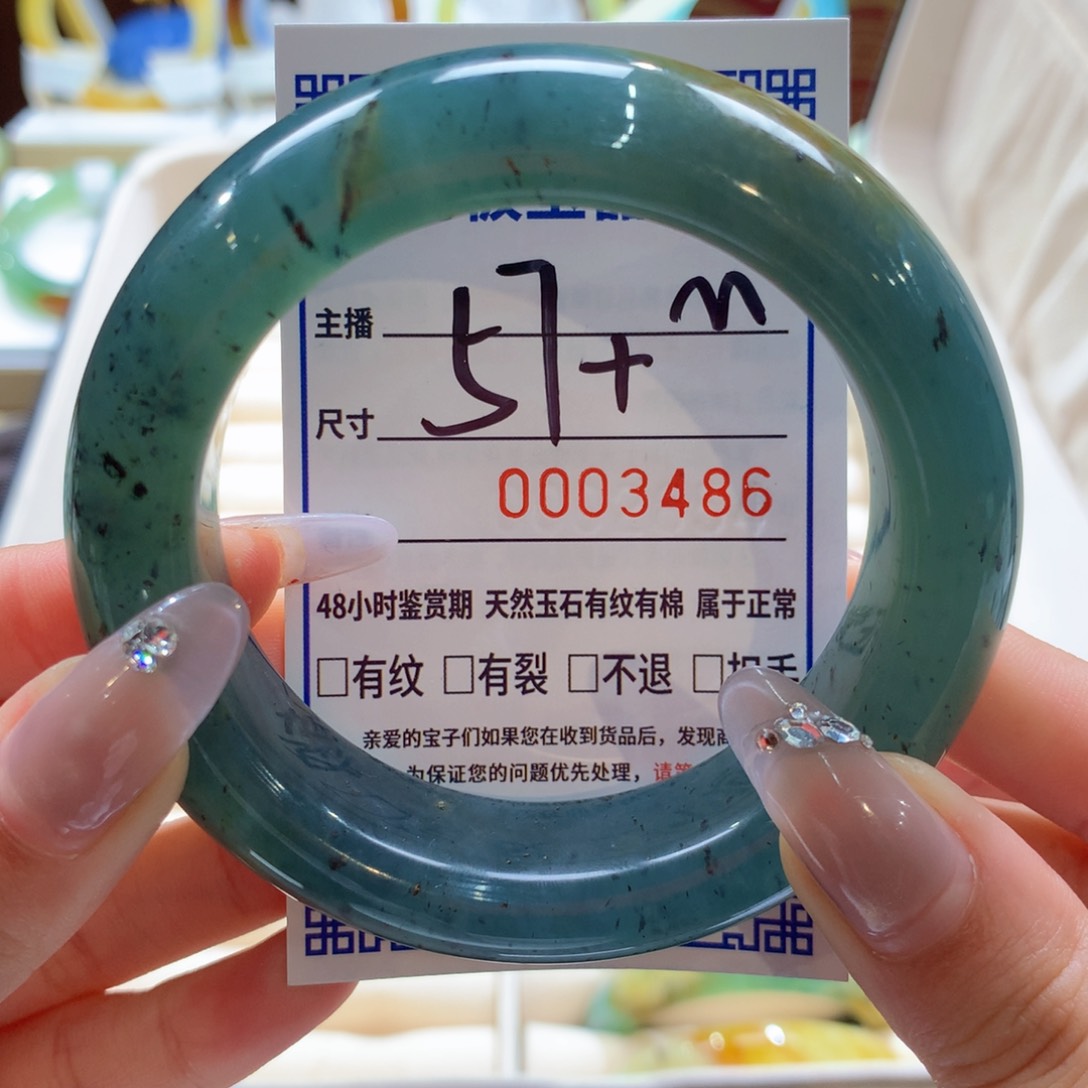 主播 m
尺寸 57+
0003486
48小时鉴赏期 天然玉石有纹有棉 属于正常
□有纹 □有裂 □不退 □
亲爱的宝子们如果您在收到货品后，发现
为保证您的问题优先处理，请